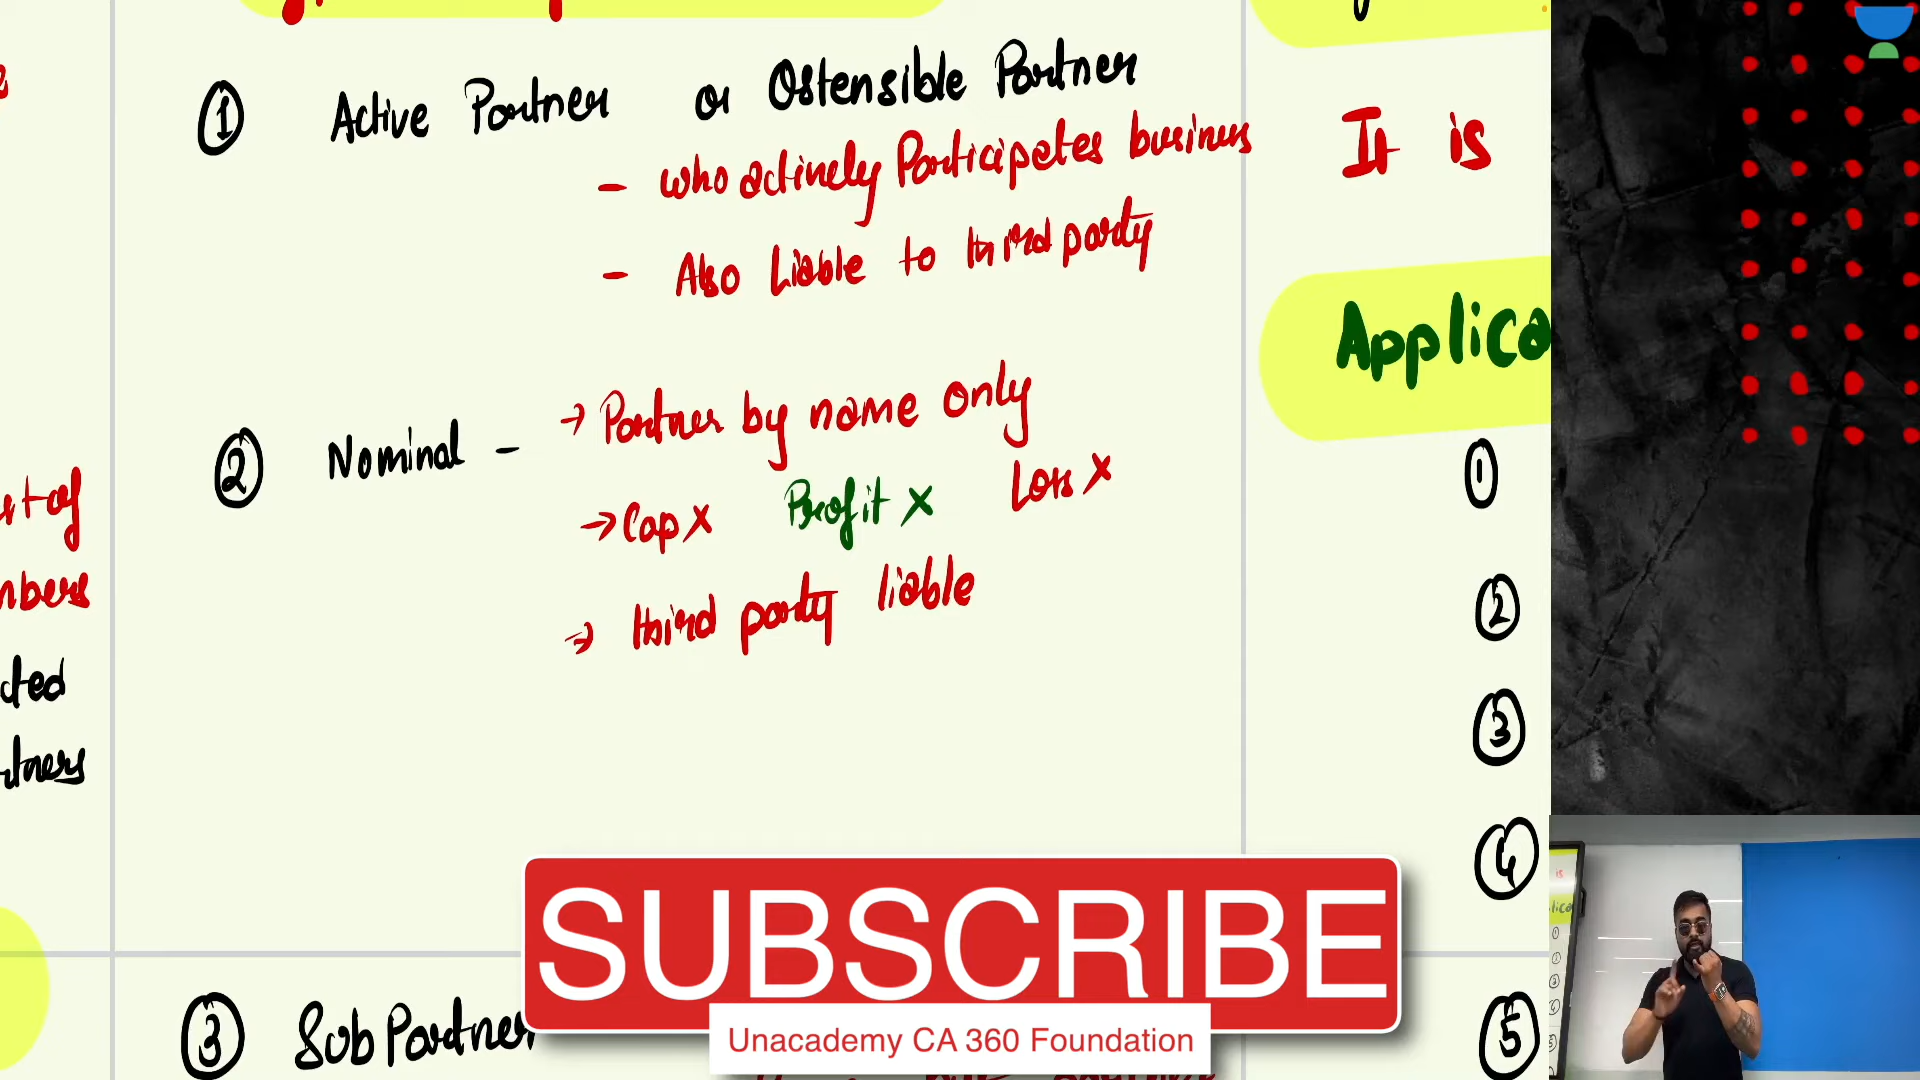 ① Active Partner or Ostensible Partner
- who actively Participates business
- Also Liable to third party
② Nominal - → Partner by name only
→ Cap X Profit X Loss X
→ third party liable
③ Sub Partner
It is
Applica
①
②
③
④
⑤
cted
SUBSCRIBE
Unacademy CA 360 Foundation